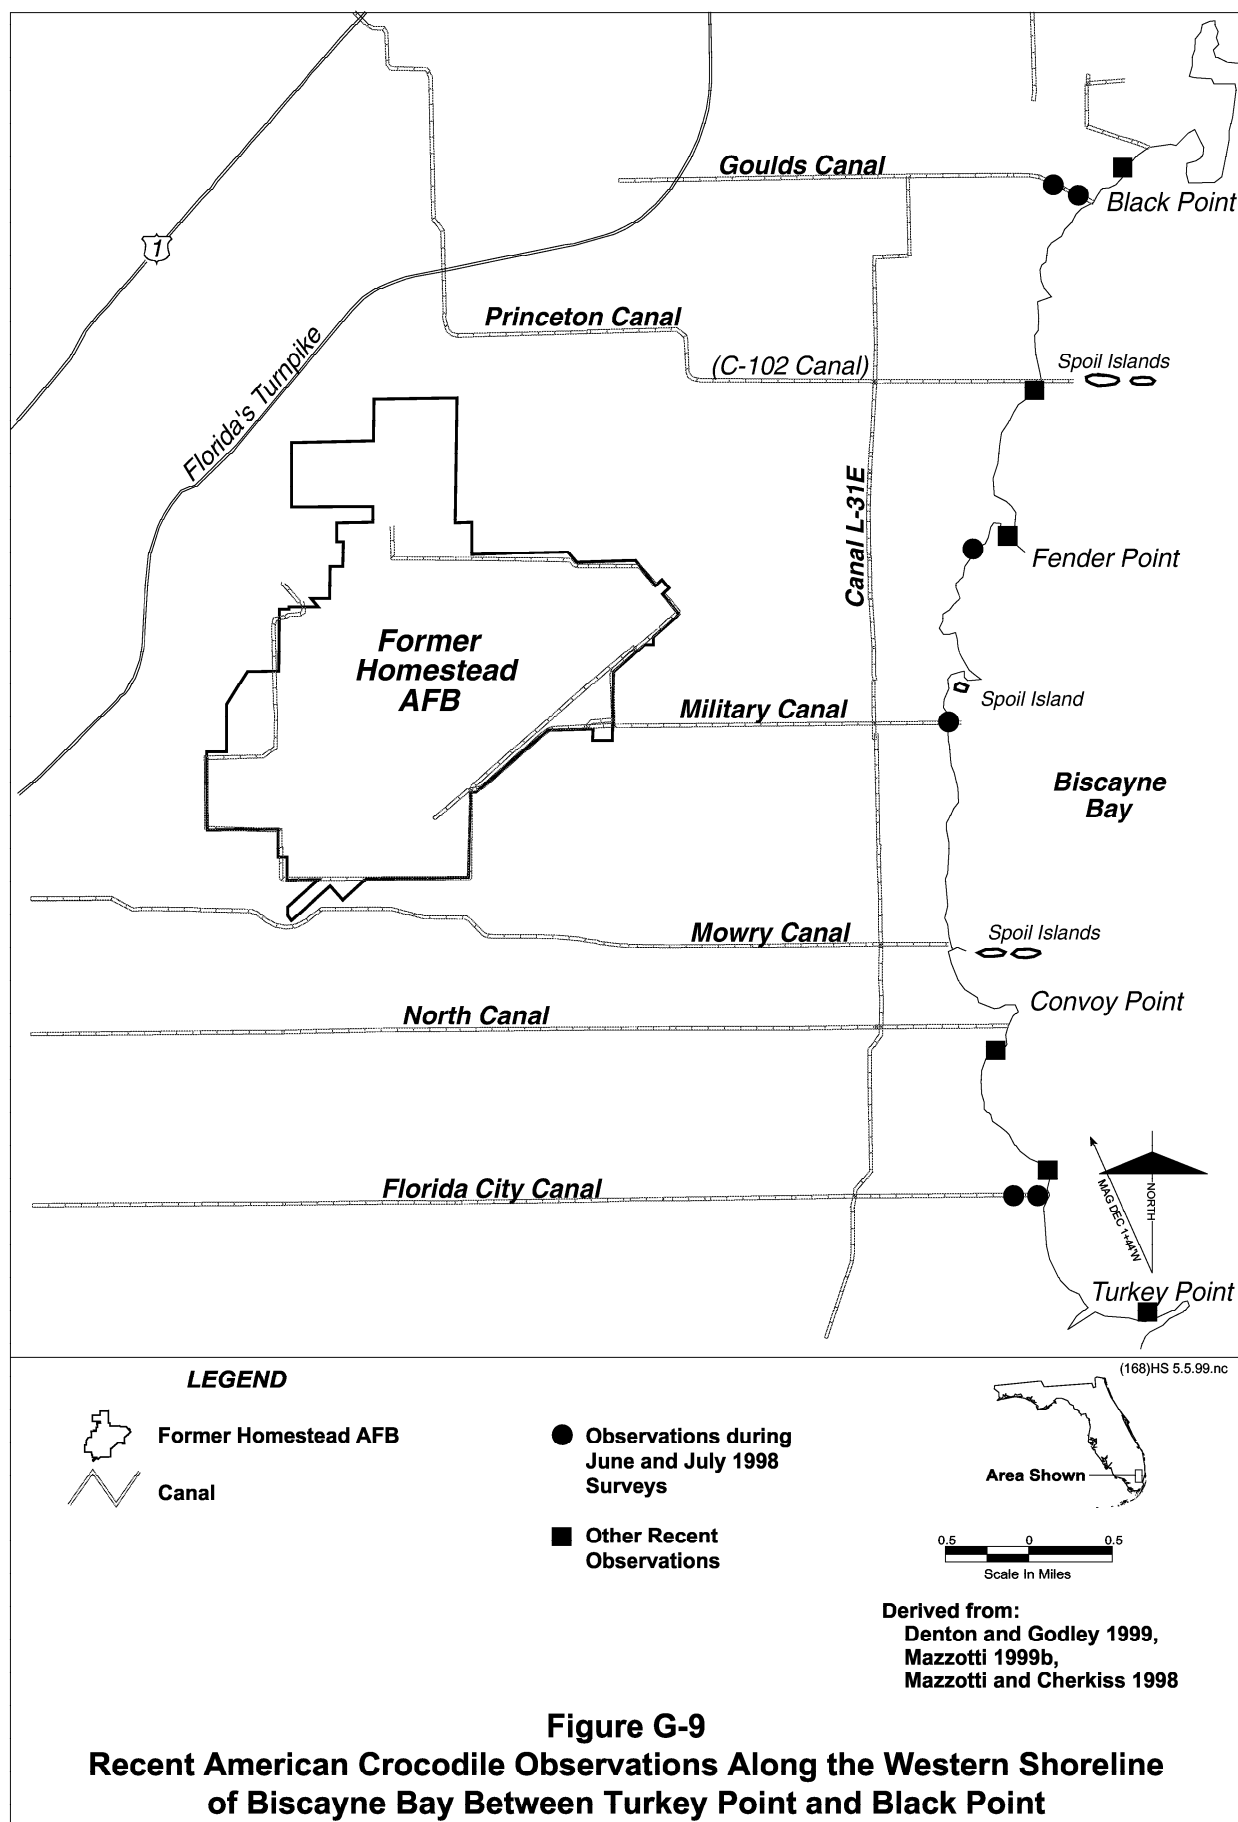 Goulds Canal
Black Point
1
Princeton Canal
(C-102 Canal)
Spoil Islands
Florida's Turnpike
Canal L-31E
Fender Point
Former
Homestead
AFB
Spoil Island
Military Canal
Biscayne
Bay
Mowry Canal
Spoil Islands
Convoy Point
North Canal
Florida City Canal
MAG DEC 1+44'W
NORTH
Turkey Point
(168)HS 5.5.99.nc
LEGEND
Former Homestead AFB
Canal
Observations during
June and July 1998
Surveys
Other Recent
Observations
Area Shown
0.5 0 0.5
Scale In Miles
Derived from:
Denton and Godley 1999,
Mazzotti 1999b,
Mazzotti and Cherkiss 1998
Figure G-9
Recent American Crocodile Observations Along the Western Shoreline
of Biscayne Bay Between Turkey Point and Black Point